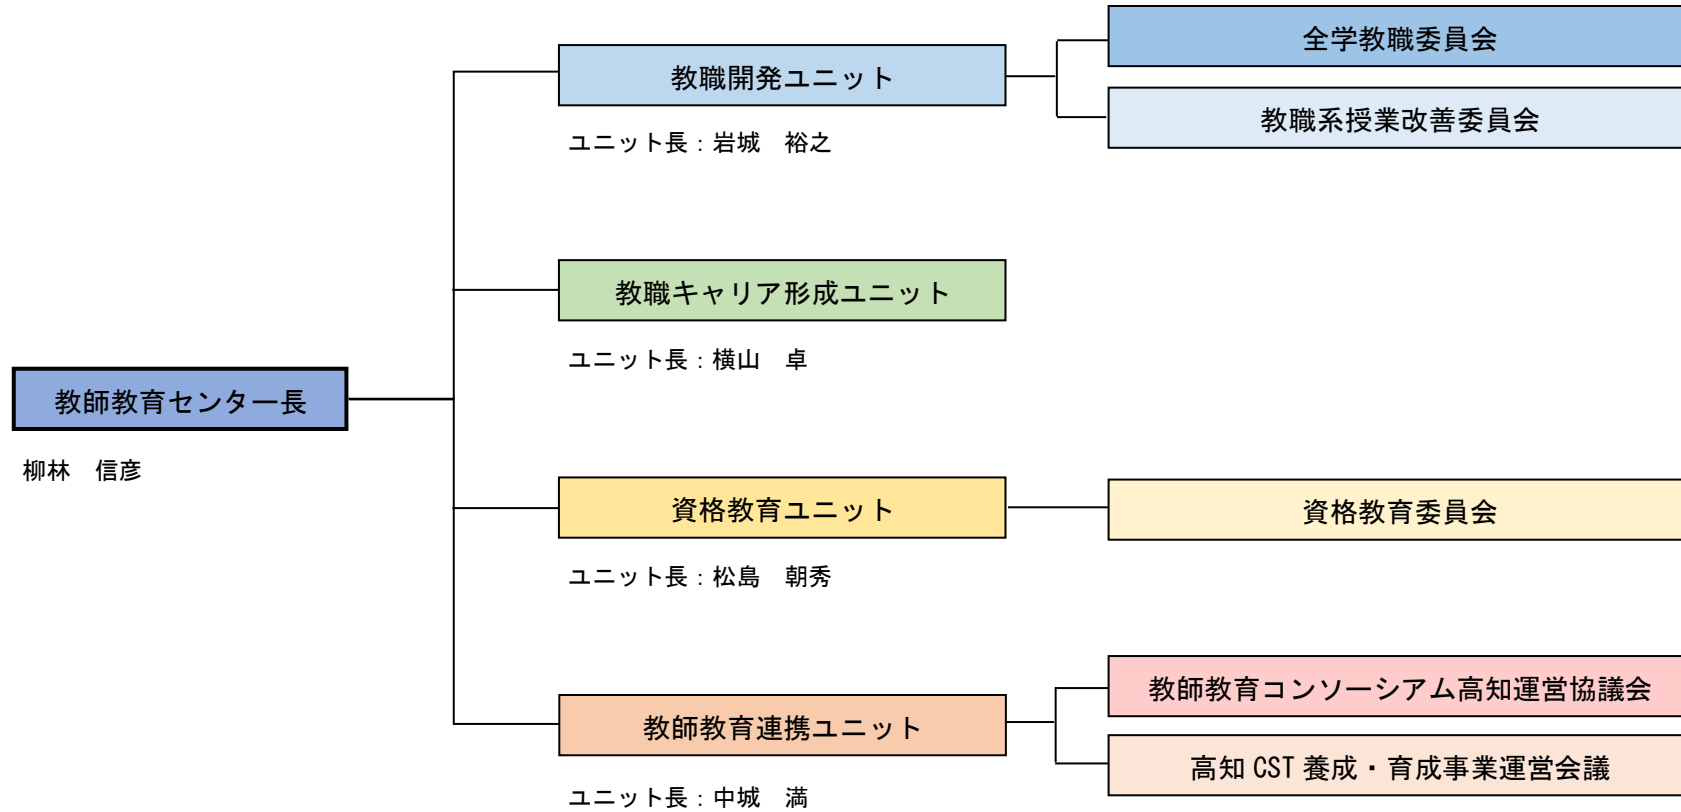 全学教職委員会
教職開発ユニット
教職系授業改善委員会
ユニット長：岩城　裕之
教職キャリア形成ユニット
ユニット長：横山　卓
教師教育センター長
柳林　信彦
資格教育ユニット
資格教育委員会
ユニット長：松島　朝秀
教師教育コンソーシアム高知運営協議会
教師教育連携ユニット
高知 CST 養成・育成事業運営会議
ユニット長：中城　満